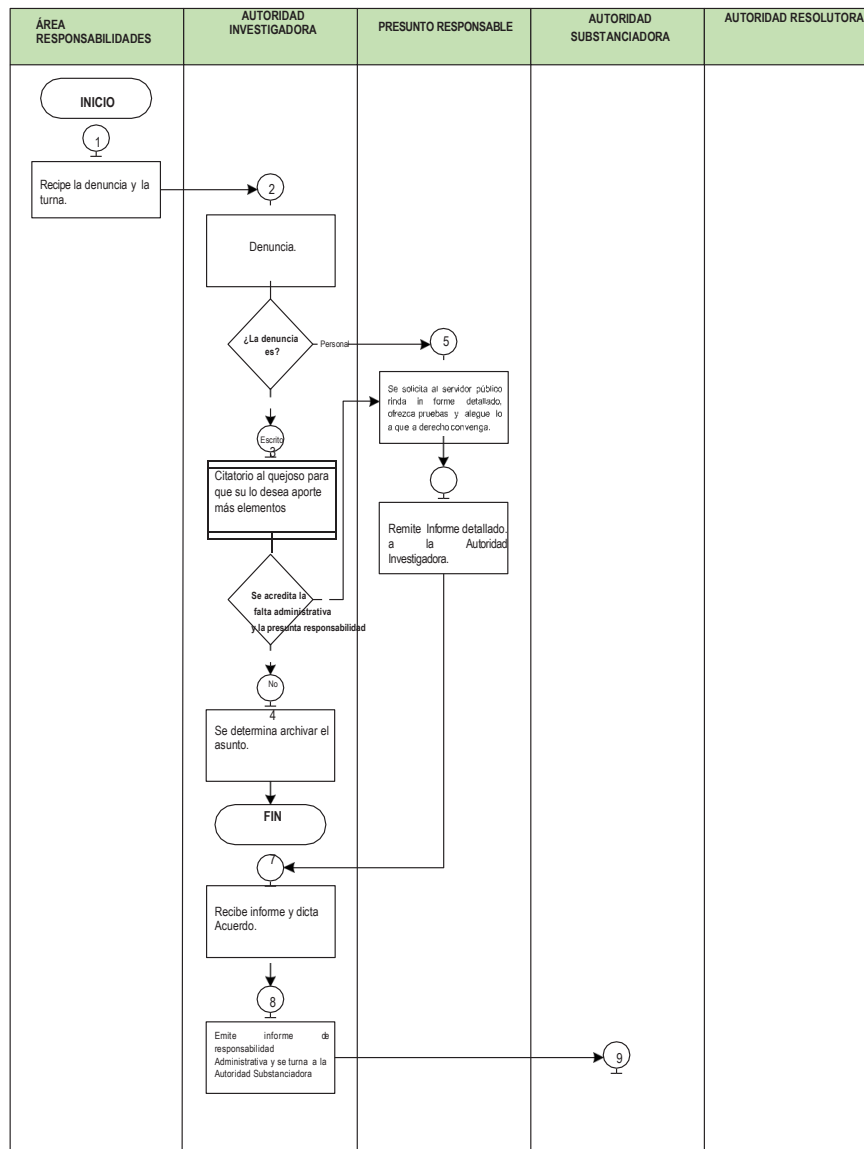 ÁREA
RESPONSABILIDADES
AUTORIDAD
INVESTIGADORA
PRESUNTO RESPONSABLE
AUTORIDAD
SUBSTANCIADORA
AUTORIDAD RESOLUTORA
INICIO
1
Recipe la denuncia y la
turna.
2
Denuncia.
¿La denuncia
es?
Personal
5
Se solicita al servidor público
rinda in forme detallado,
ofrezca pruebas y alegue lo
a que a derecho convenga.
Escrito
3
Citatorio al quejoso para
que su lo desea aporte
más elementos
Remite Informe detallado.
a la Autoridad
Investigadora.
Se acredita la
falta administrativa
y la presunta responsabilidad
No
4
Se determina archivar el
asunto.
FIN
7
Recibe informe y dicta
Acuerdo.
8
Emite informe de
responsabilidad
Administrativa y se turna a la
Autoridad Substanciadora
9